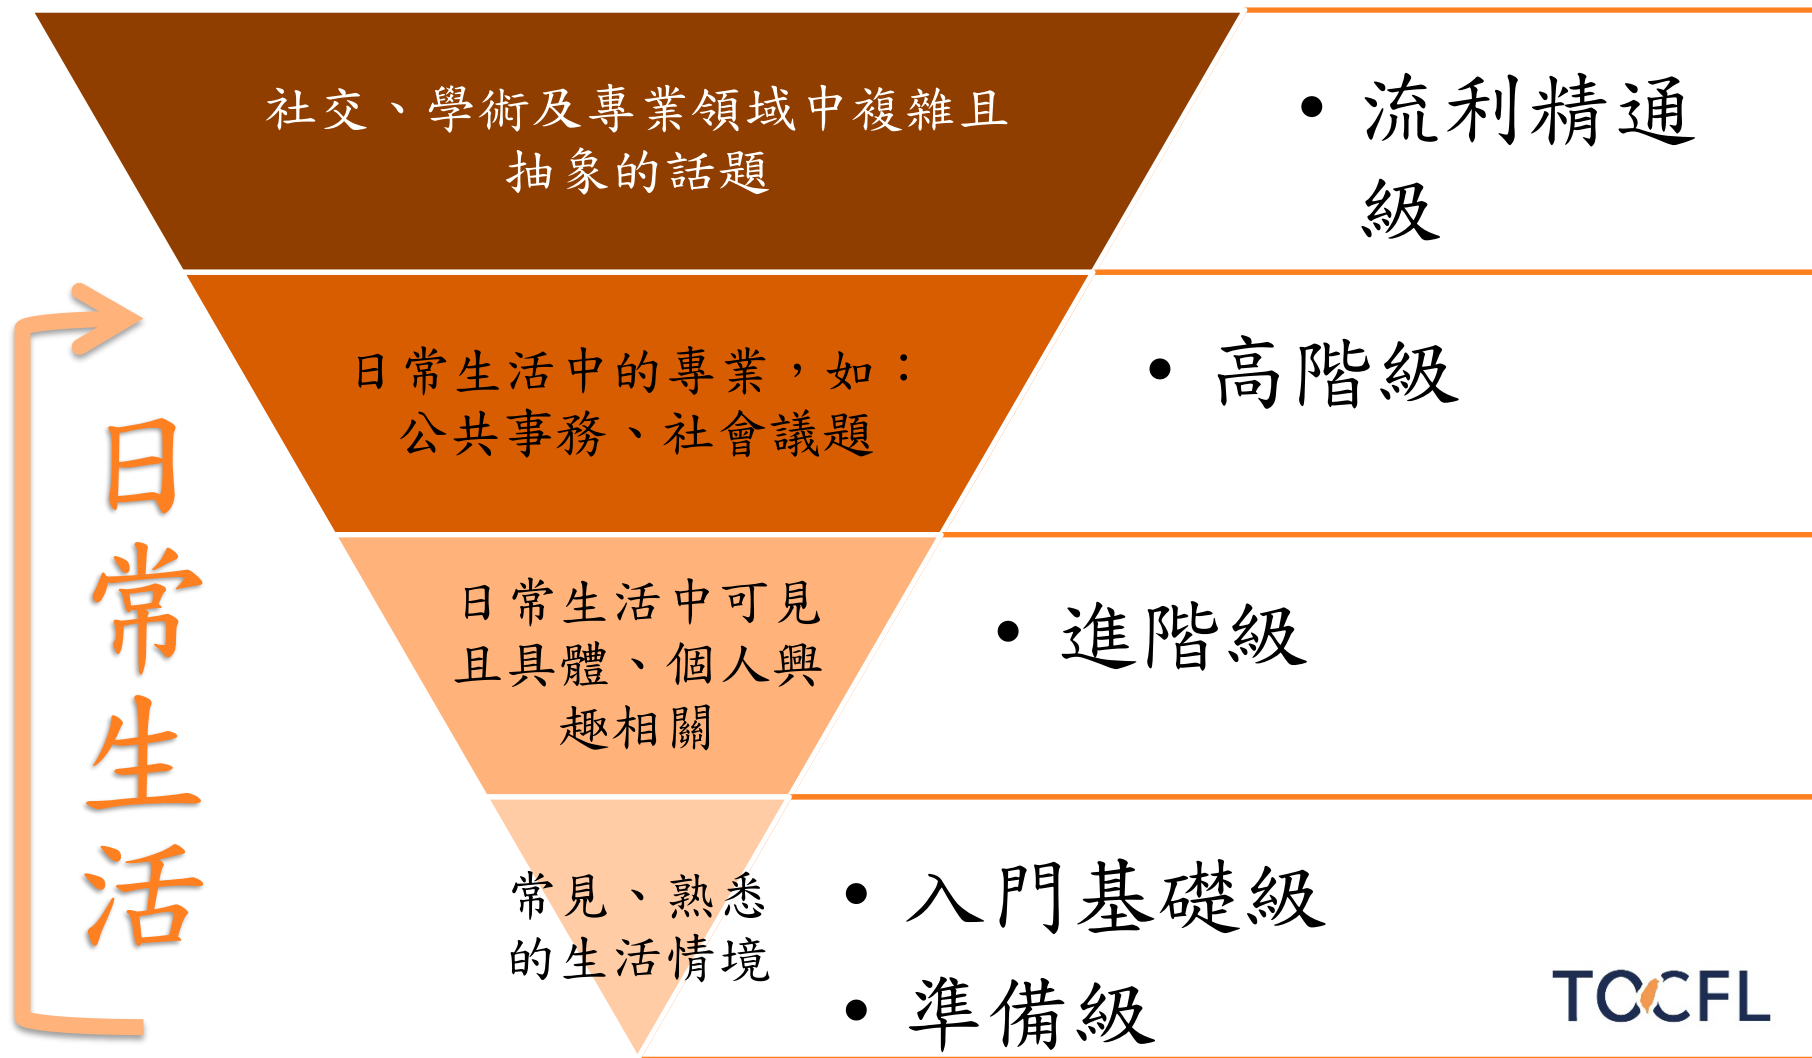 社交、學術及專業領域中複雜且
抽象的話題
• 流利精通
級
日常生活中的專業，如：
公共事務、社會議題
• 高階級
日常生活中可見
且具體、個人興
趣相關
• 進階級
常見、熟悉
的生活情境
• 入門基礎級
• 準備級
日常生活
TOCFL